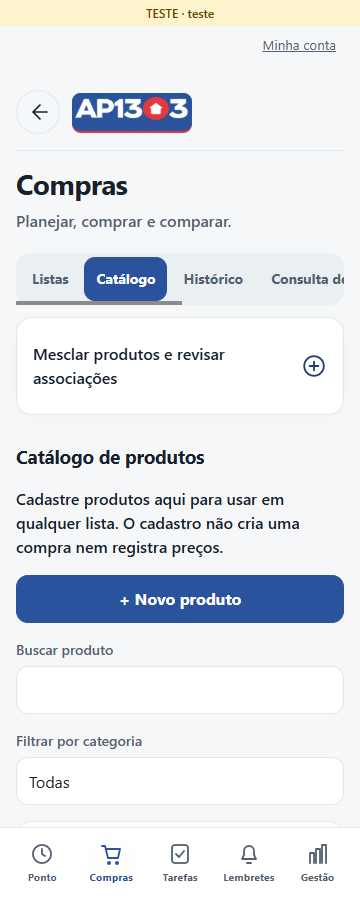 TESTE · teste
Minha conta
AP1303
Compras
Planejar, comprar e comparar.
Listas Catálogo Histórico Consulta de
Mesclar produtos e revisar
associações
Catálogo de produtos
Cadastre produtos aqui para usar em
qualquer lista. O cadastro não cria uma
compra nem registra preços.
+ Novo produto
Buscar produto
Filtrar por categoria
Todas
Ponto Compras Tarefas Lembretes Gestão